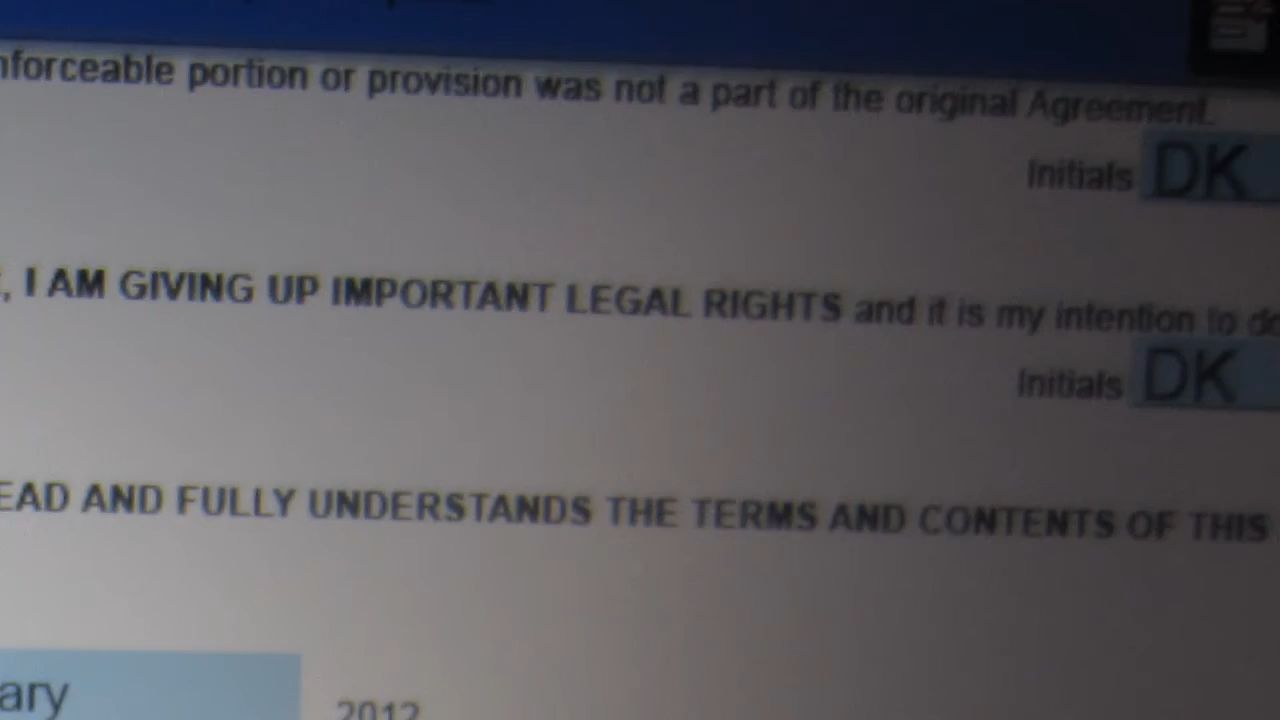 nforceable portion or provision was not a part of the original Agreement.
Initials DK
, I AM GIVING UP IMPORTANT LEGAL RIGHTS and it is my intention to do
Initials DK
EAD AND FULLY UNDERSTANDS THE TERMS AND CONTENTS OF THIS
ary 2012